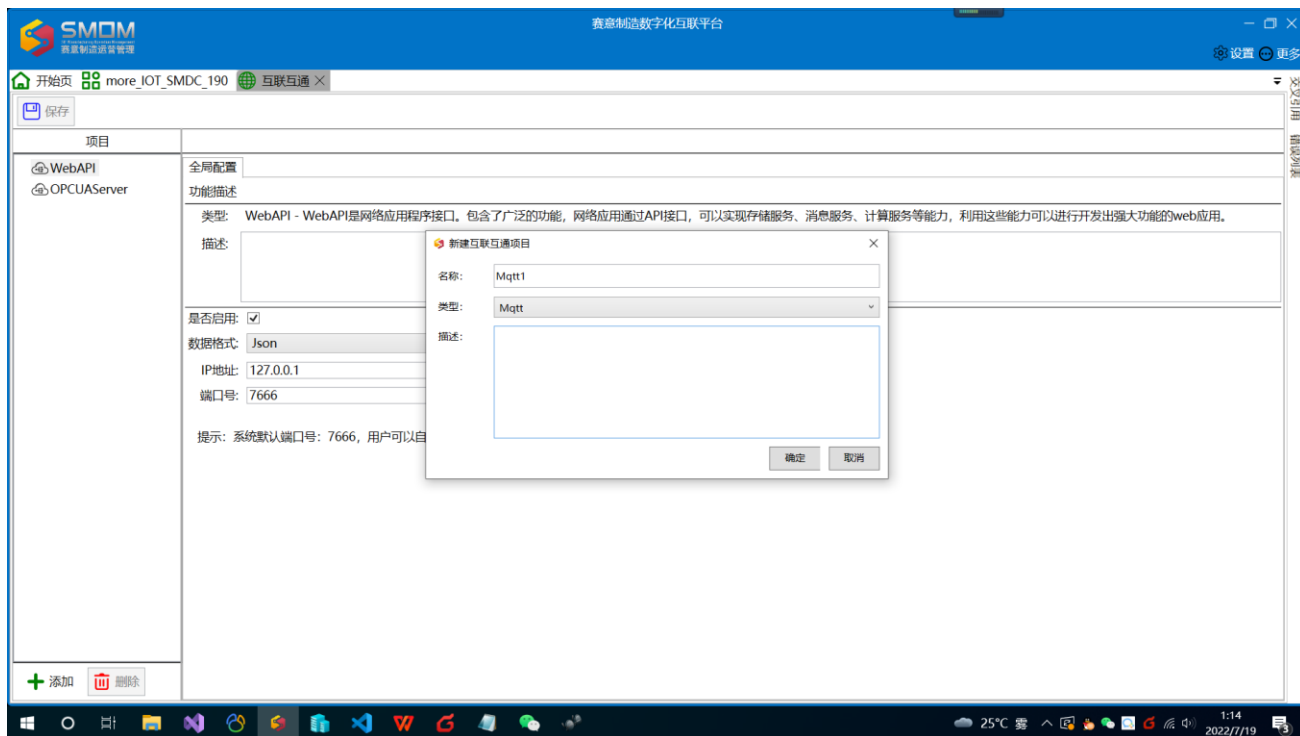 赛意制造数字化互联平台
SMOM
赛意制造运营管理
设置 更多
开始页 more_IOT_SMDC_190 互联互通
保存
交叉引用
错误列表
项目
WebAPI
OPCUAServer
全局配置
功能描述
类型: WebAPI - WebAPI是网络应用程序接口。包含了广泛的功能，网络应用通过API接口，可以实现存储服务、消息服务、计算服务等能力，利用这些能力可以进行开发出强大功能的web应用。
描述:
是否启用:
数据格式: Json
IP地址: 127.0.0.1
端口号: 7666
提示：系统默认端口号：7666，用户可以自
新建互联互通项目
名称: Mqtt1
类型: Mqtt
描述:
确定 取消
添加 删除
25°C 雾
1:14
2022/7/19
3